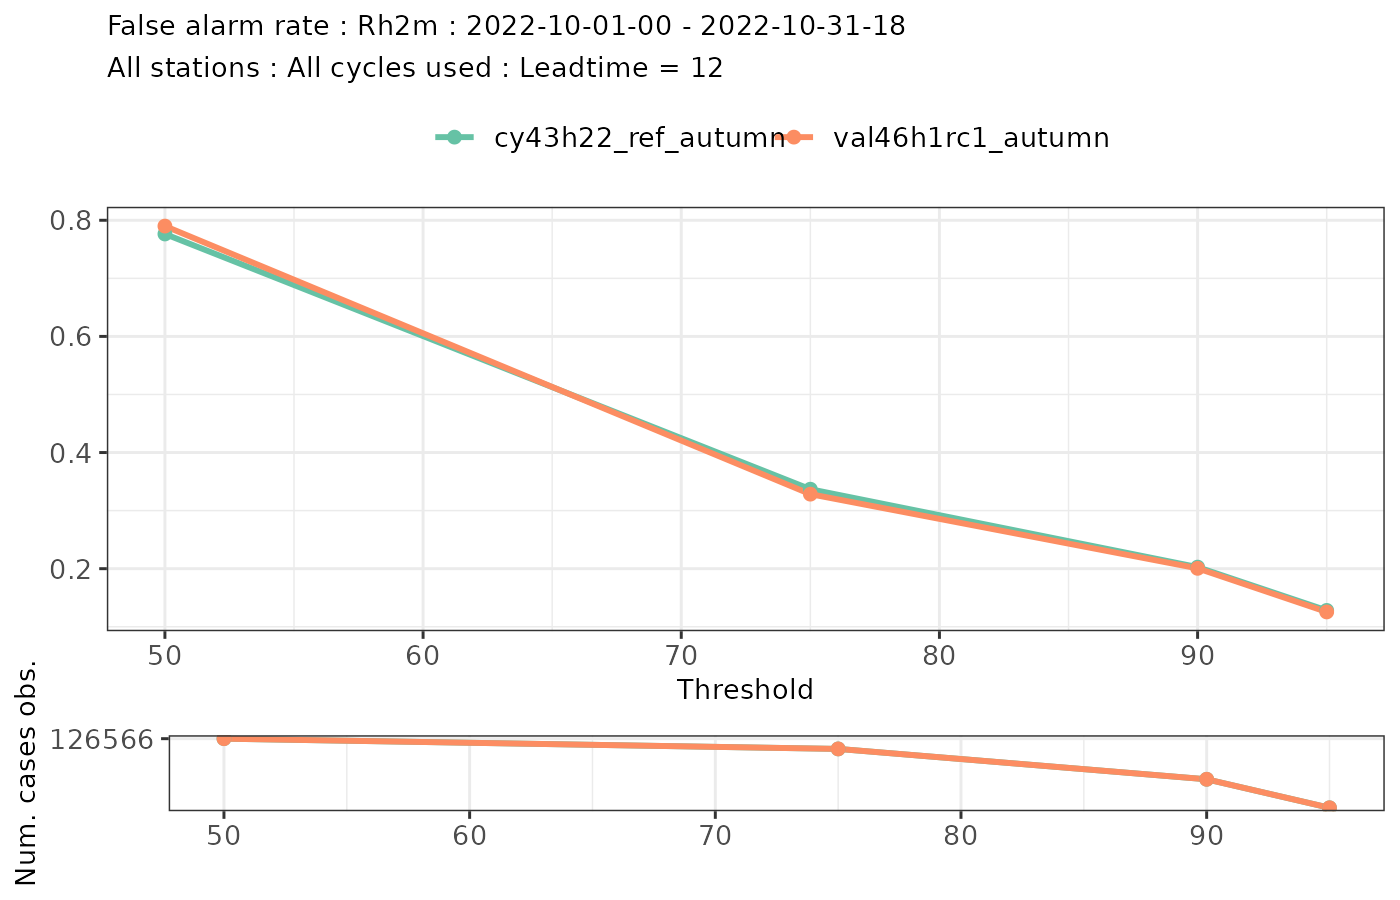 False alarm rate : Rh2m : 2022-10-01-00 - 2022-10-31-18
All stations : All cycles used : Leadtime = 12
cy43h22_ref_autumn val46h1rc1_autumn
0.8
0.6
0.4
0.2
50 60 70 80 90
Threshold
Num. cases obs.
126566
50 60 70 80 90